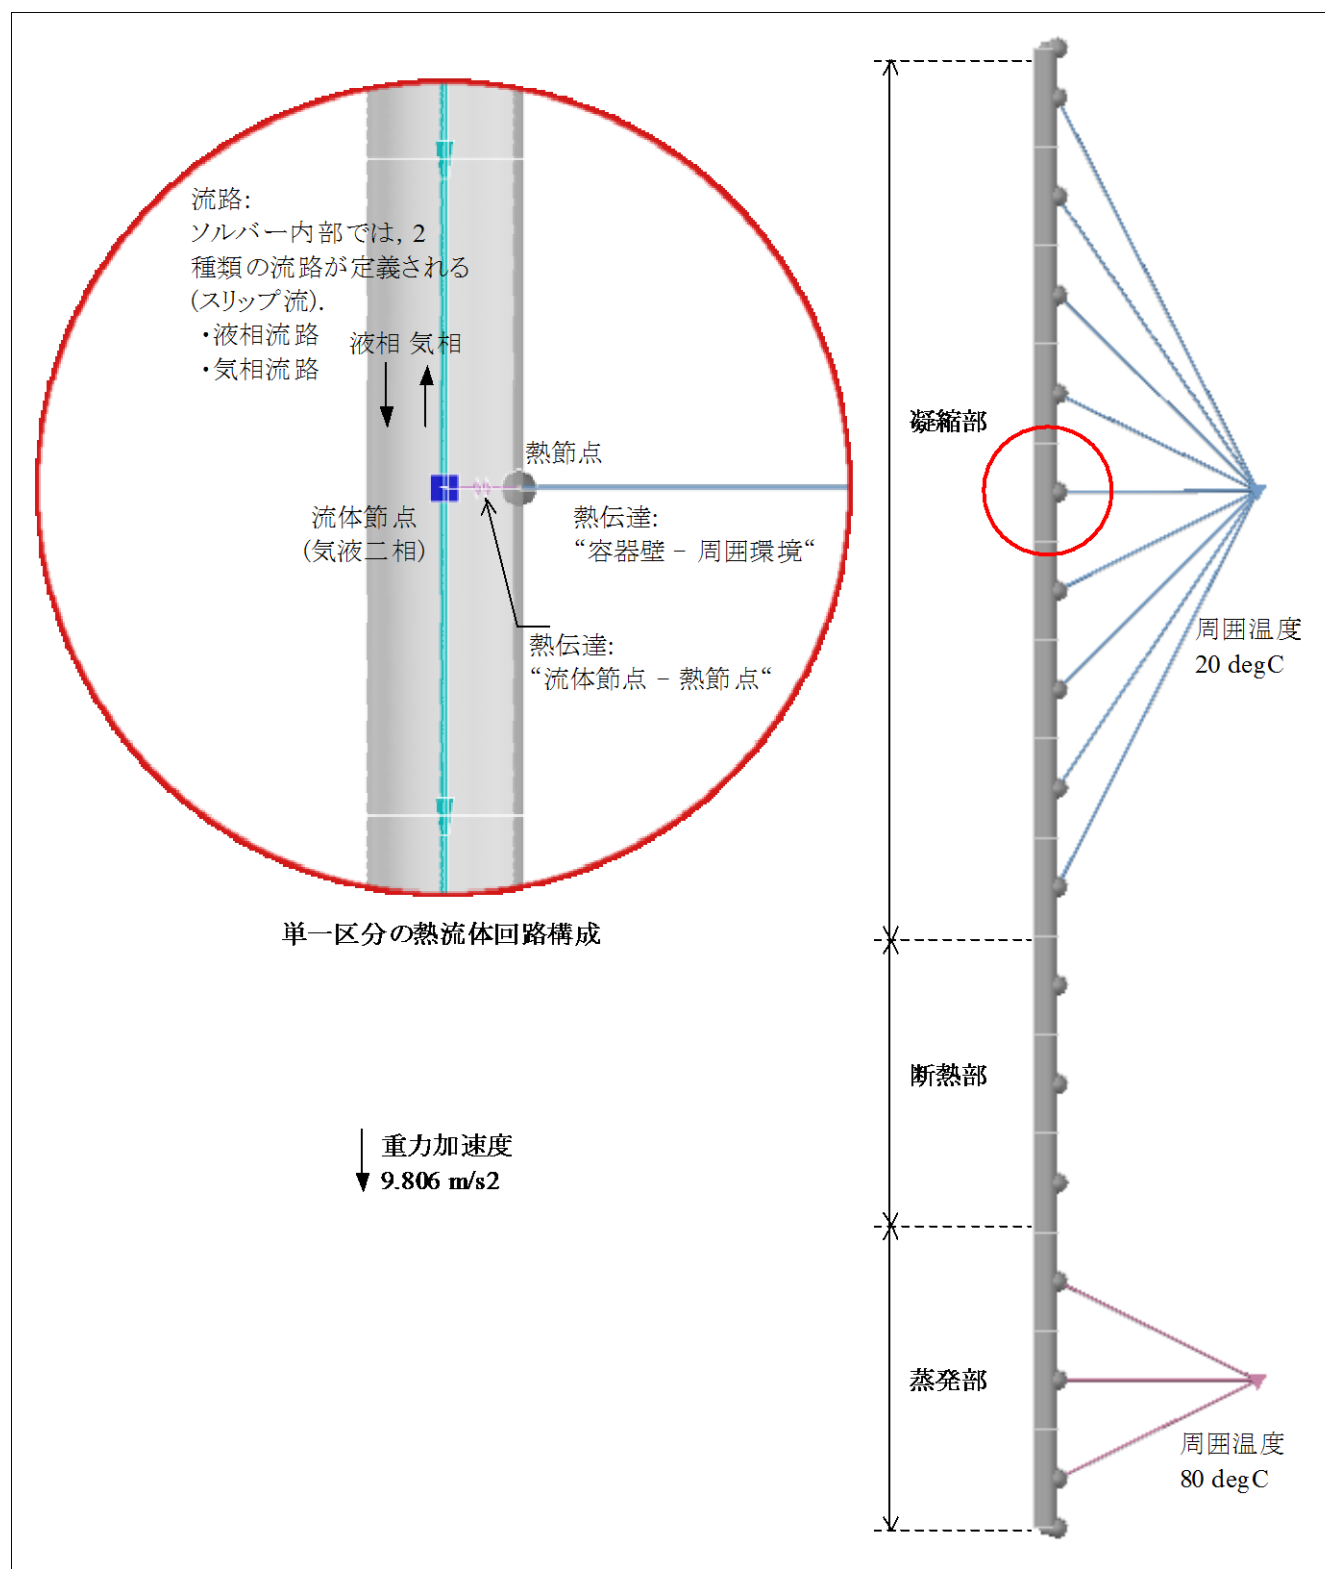 流路:
ソルバー内部では, 2
種類の流路が定義される
(スリップ流).
・液相流路
・気相流路
液相 気相
熱節点
流体節点
(気液二相)
熱伝達:
“容器壁 – 周囲環境“
熱伝達:
“流体節点 – 熱節点“
単一区分の熱流体回路構成
重力加速度
9.806 m/s2
凝縮部
周囲温度
20 degC
断熱部
蒸発部
周囲温度
80 degC